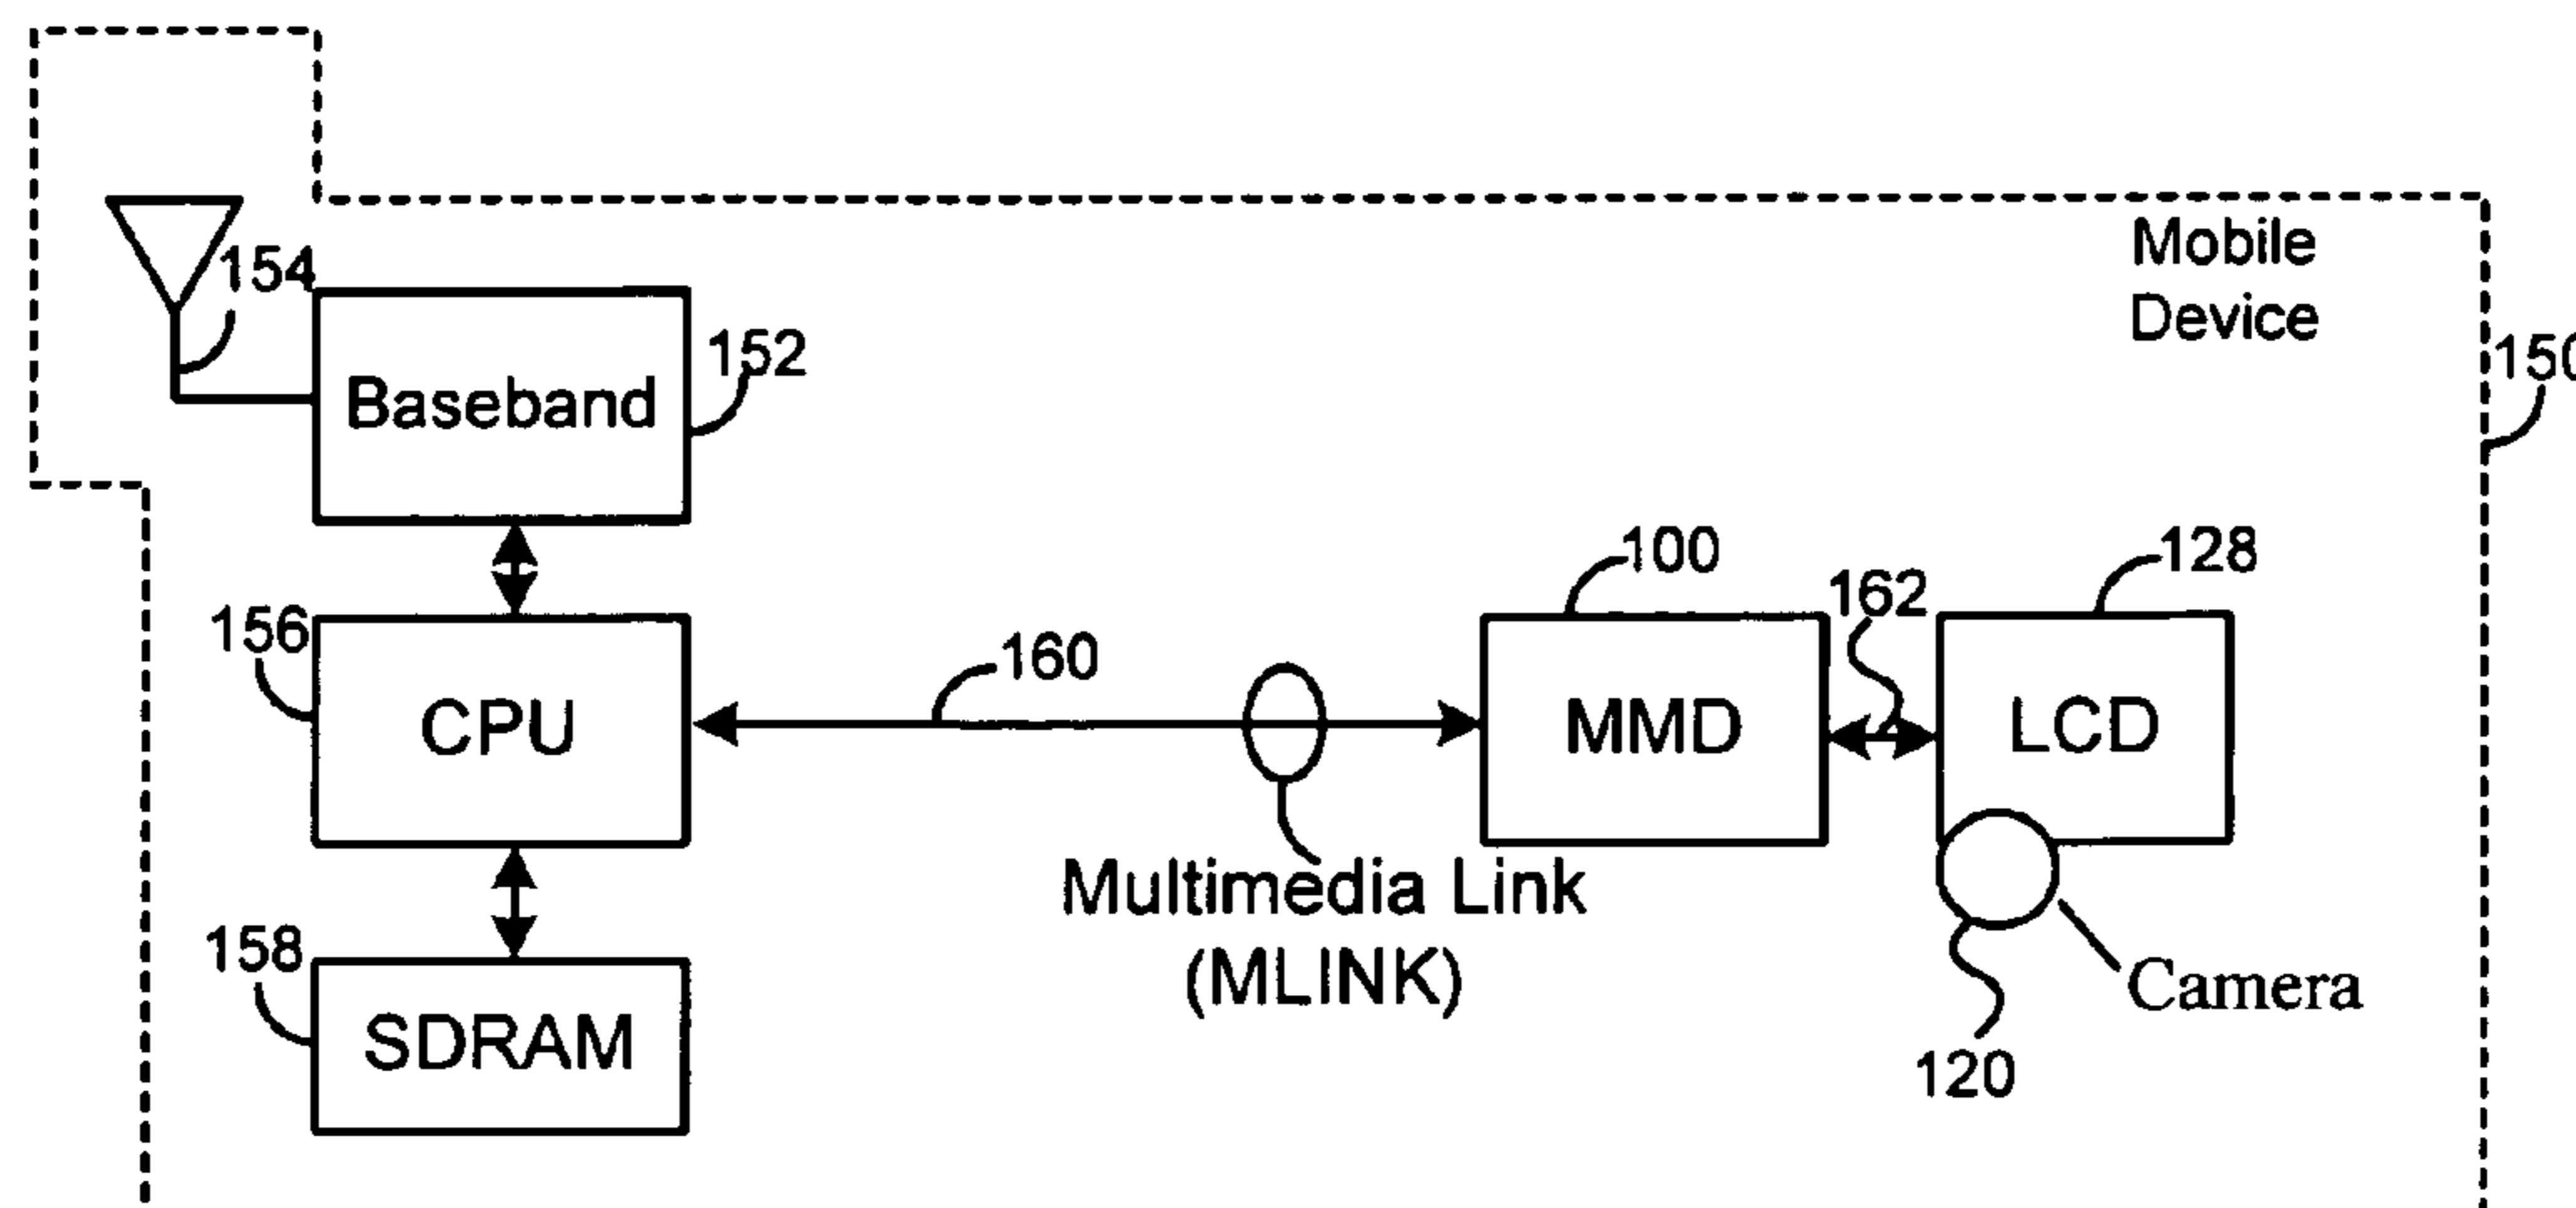 Mobile
Device
154
152
150
Baseband
100
128
162
156
160
CPU
MMD
LCD
Multimedia Link
(MLINK)
158
Camera
SDRAM
120